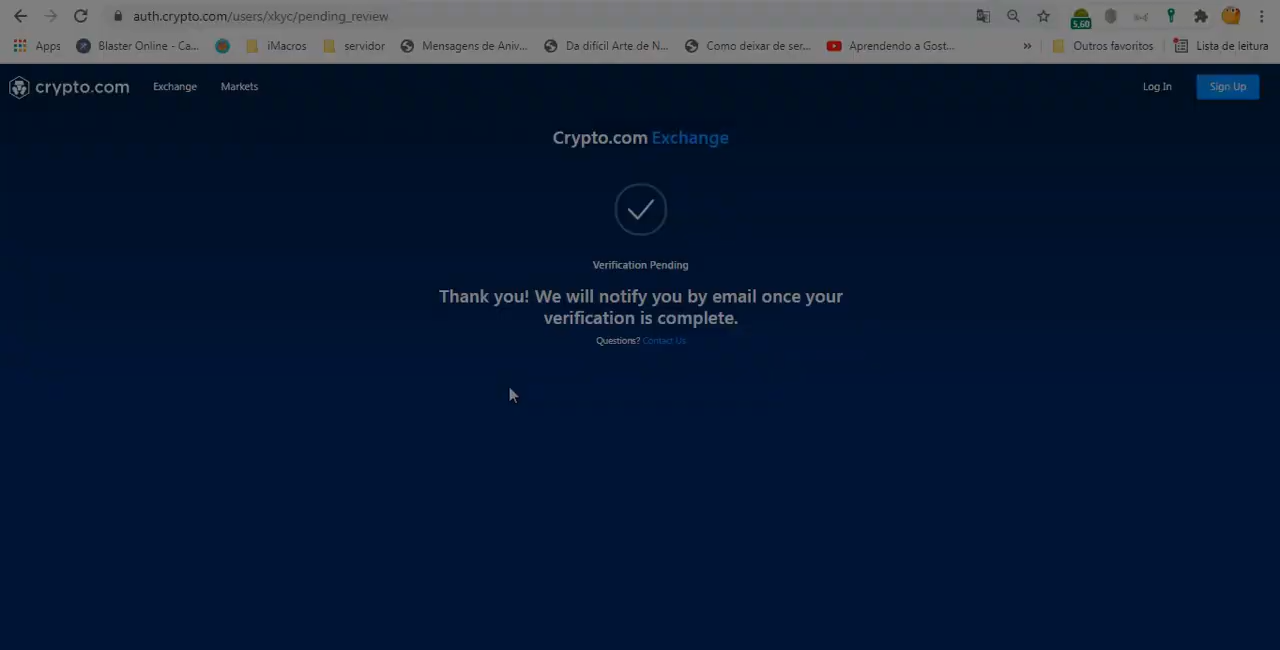 auth.crypto.com/users/xkyc/pending_review
5,60
Apps Blaster Online - Ca... iMacros servidor Mensagens de Aniv... Da difícil Arte de N... Como deixar de ser... Aprendendo a Gost... » Outros favoritos Lista de leitura
crypto.com Exchange Markets Log In Sign Up
Crypto.com Exchange
Verification Pending
Thank you! We will notify you by email once your
verification is complete.
Questions? Contact Us